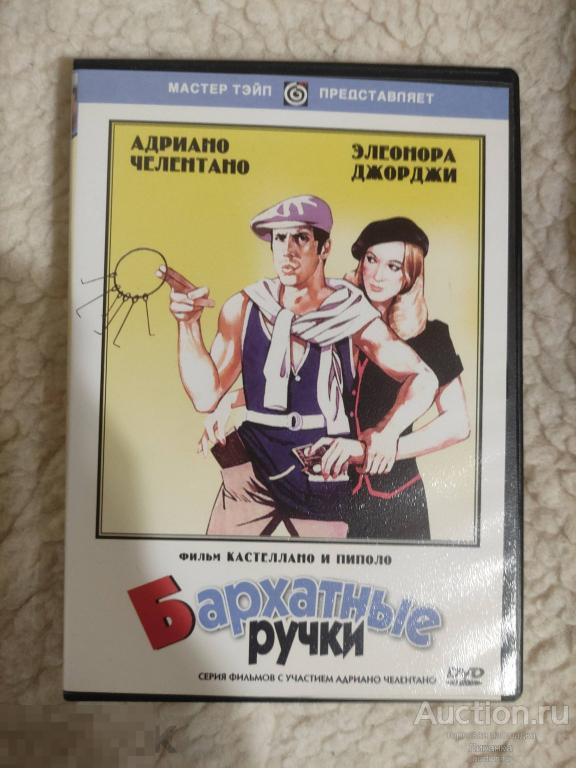 МАСТЕР ТЭЙП ПРЕДСТАВЛЯЕТ
АДРИАНО
ЧЕЛЕНТАНО
ЭЛЕОНОРА
ДЖОРДЖИ
ФИЛЬМ КАСТЕЛЛАНО И ПИПОЛО
Бархатные
ручки
СЕРИЯ ФИЛЬМОВ С УЧАСТИЕМ АДРИАНО ЧЕЛЕНТАНО
DVD
Auction.ru